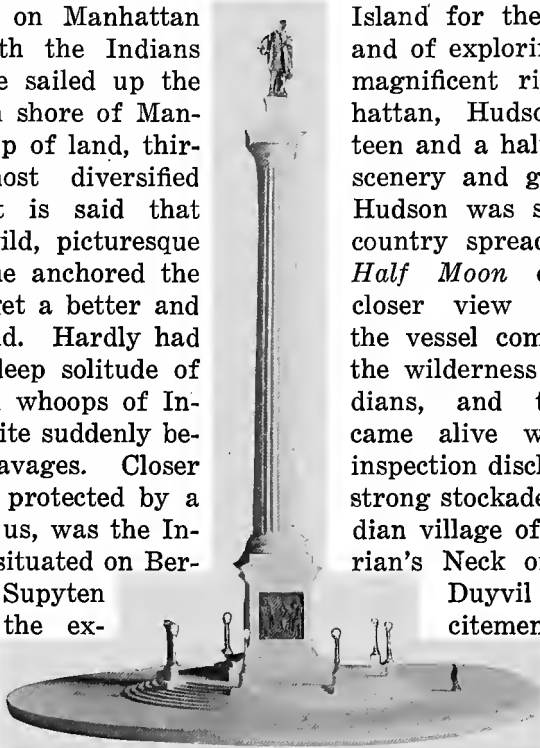 on Manhattan Island for the
th the Indians and of explorin
e sailed up the magnificent ri
shore of Man- hattan, Hudso
p of land, thir- teen and a hal
ost diversified scenery and g
t is said that Hudson was s
ild, picturesque country sprea
he anchored the Half Moon
get a better and closer view
d. Hardly had the vessel com
deep solitude of the wilderness
whoops of In- dians, and t
ite suddenly be- came alive w
avages. Closer inspection discl
protected by a strong stockade
us, was the In- dian village of
situated on Ber- rian's Neck o
Supyten Duyvil
the ex- citemen